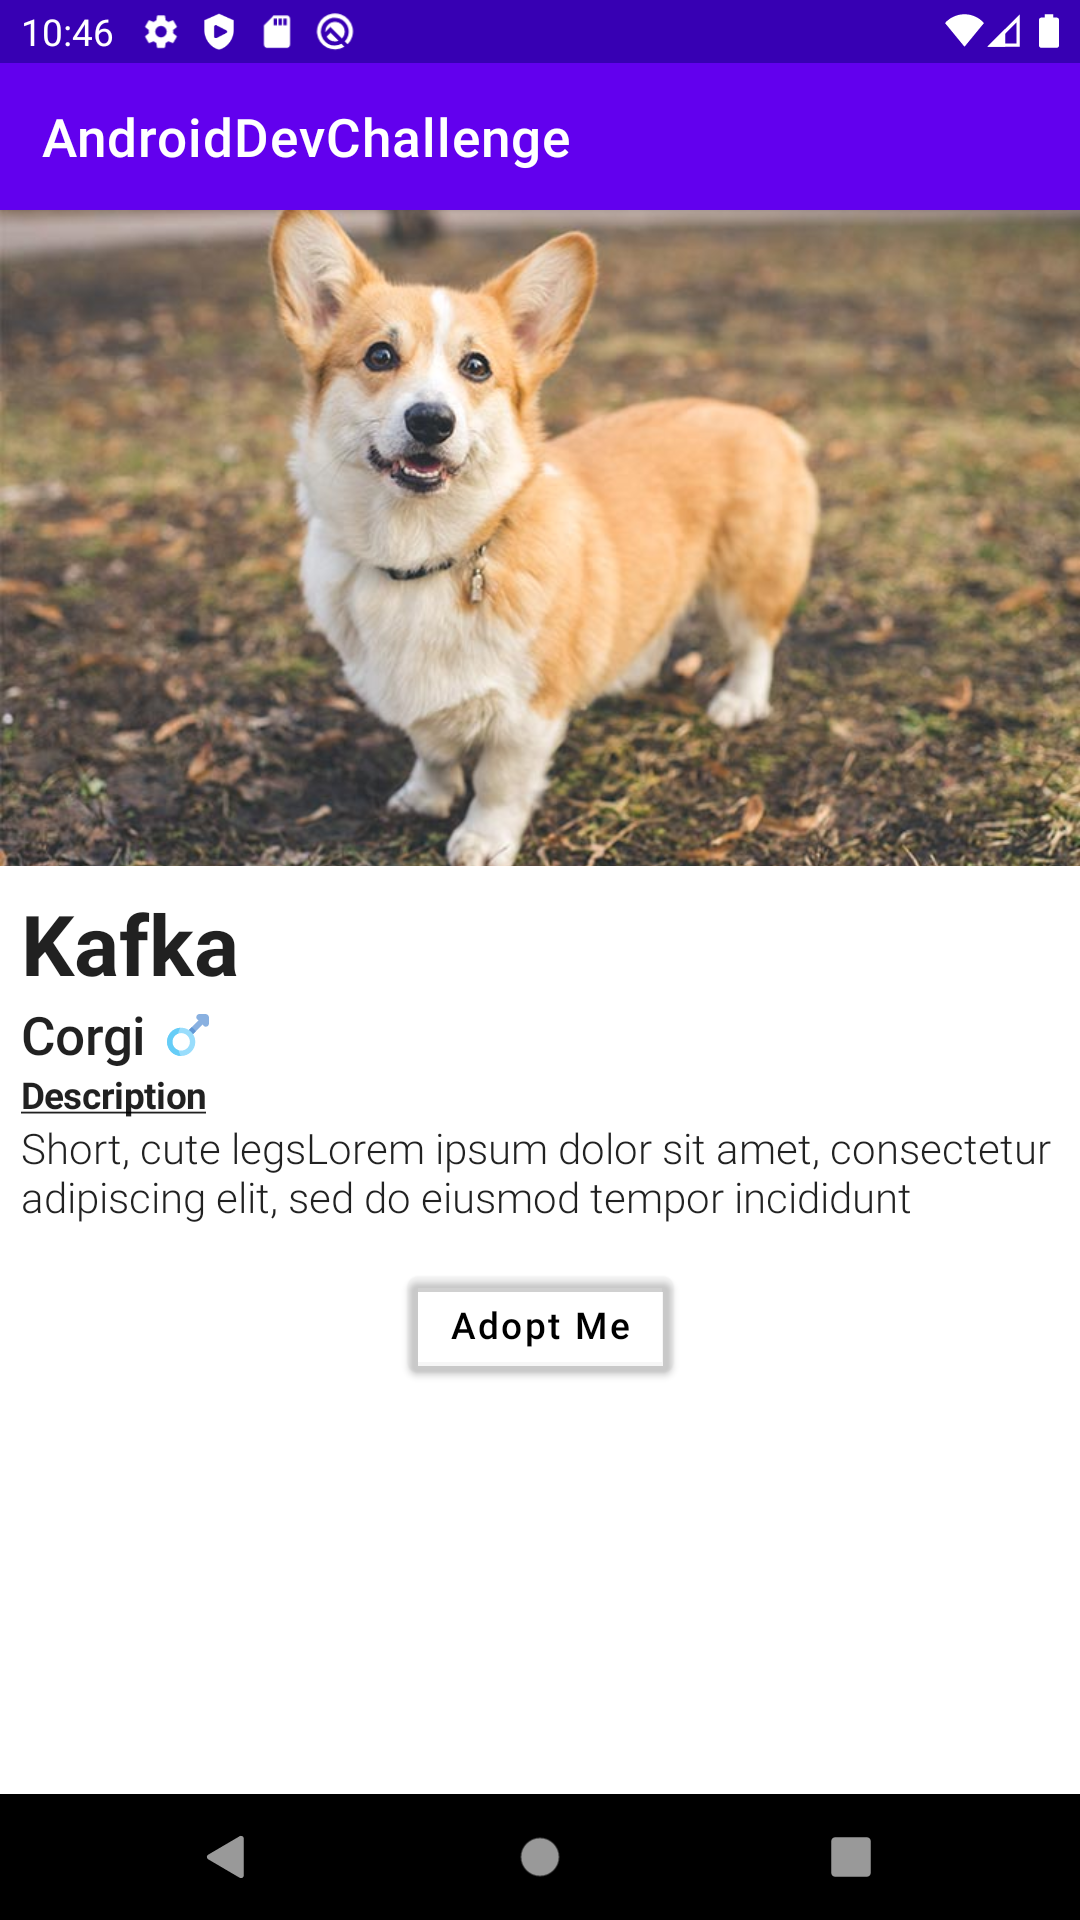 10:46
AndroidDevChallenge
Kafka
Corgi
Description
Short, cute legsLorem ipsum dolor sit amet, consectetur
adipiscing elit, sed do eiusmod tempor incididunt
Adopt Me